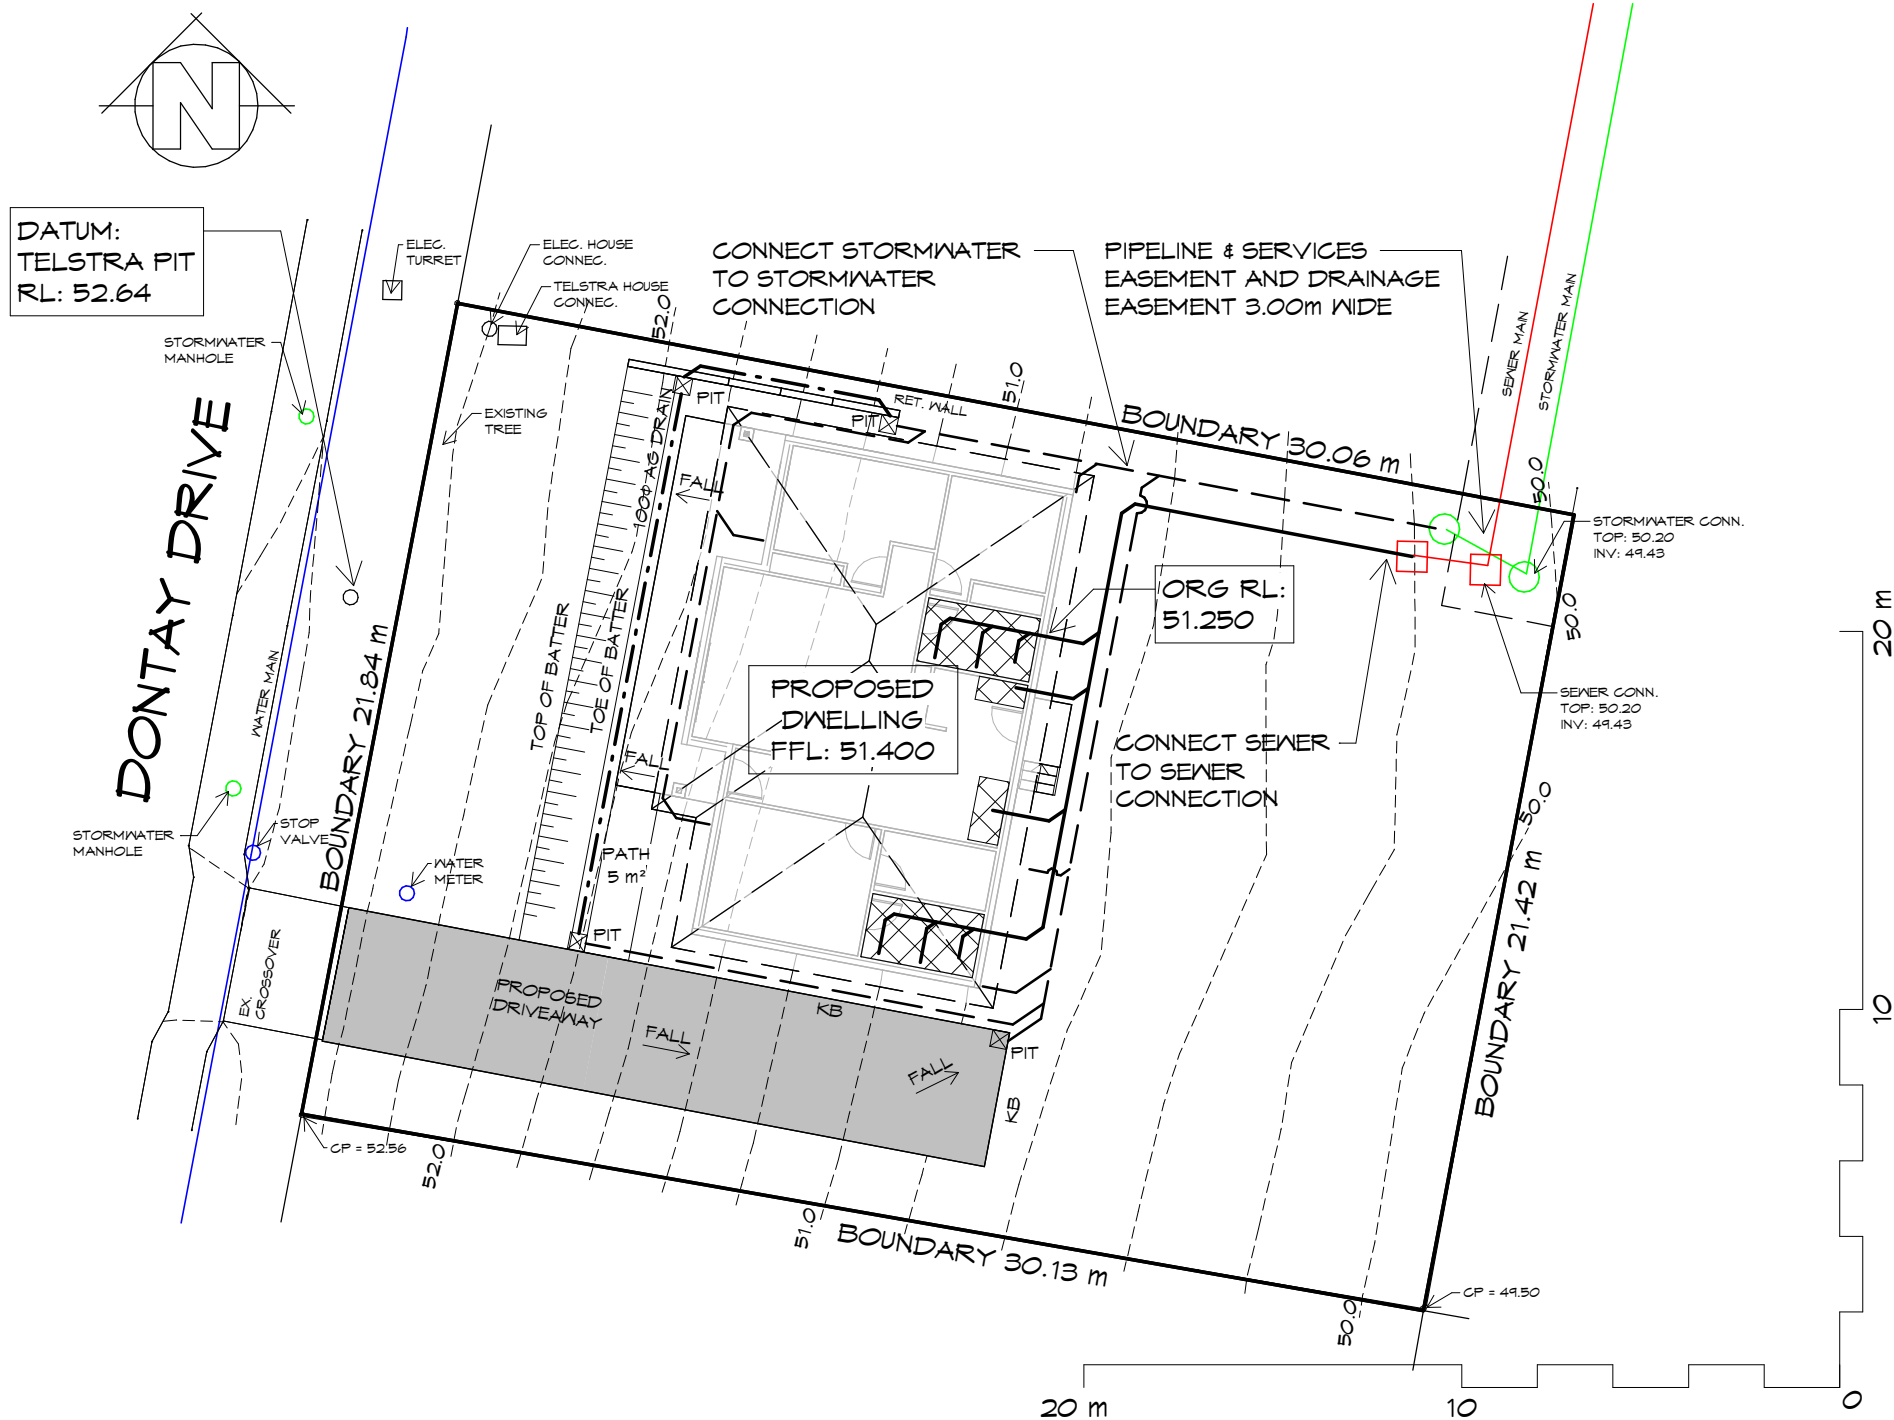 N
DATUM:
TELSTRA PIT
RL: 52.64
ELEC.
TURRET
ELEC. HOUSE
CONNEC.
TELSTRA HOUSE
CONNEC.
CONNECT STORMWATER
TO STORMWATER
CONNECTION
PIPELINE & SERVICES
EASEMENT AND DRAINAGE
EASEMENT 3.00m WIDE
SEWER MAIN
STORMWATER MAIN
STORMWATER
MANHOLE
EXISTING
TREE
52.0
51.0
50.0
BOUNDARY 30.06 m
RET. WALL
PIT
PIT
100Φ AG DRAIN
FALL
DONTAY DRIVE
WATER MAIN
BOUNDARY 21.84 m
TOP OF BATTER
TOE OF BATTER
STORMWATER CONN.
TOP: 50.20
INV: 49.43
ORG RL:
51.250
50.0
PROPOSED
DWELLING
FFL: 51.400
SEWER CONN.
TOP: 50.20
INV: 49.43
CONNECT SEWER
TO SEWER
CONNECTION
FALL
50.0
STORMWATER
MANHOLE
STOP
VALVE
WATER
METER
PATH
5 m²
PIT
BOUNDARY 21.42 m
EX.
CROSSOVER
PROPOSED
DRIVEAWAY
FALL
KB
FALL
PIT
KB
CP = 52.56
52.0
51.0
BOUNDARY 30.13 m
50.0
CP = 49.50
20 m
10
20 m
10
0